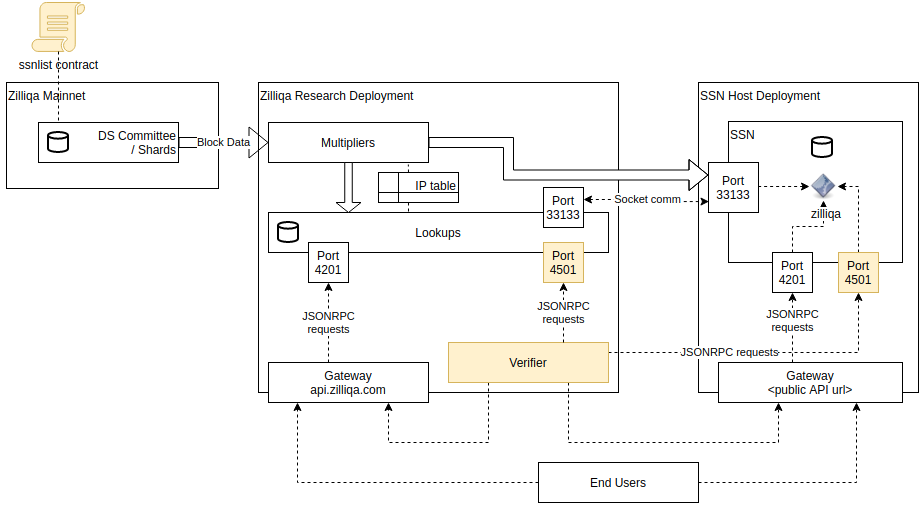 ssnlist contract
Zilliqa Mainnet
DS Committee
/ Shards
Block Data
Zilliqa Research Deployment
Multipliers
IP table
Port
33133
Socket comm
Lookups
Port
4201
Port
4501
JSONRPC
requests
JSONRPC
requests
Verifier
JSONRPC requests
Gateway
api.zilliqa.com
SSN Host Deployment
SSN
Port
33133
zilliqa
Port
4201
Port
4501
JSONRPC
requests
Gateway
<public API url>
End Users